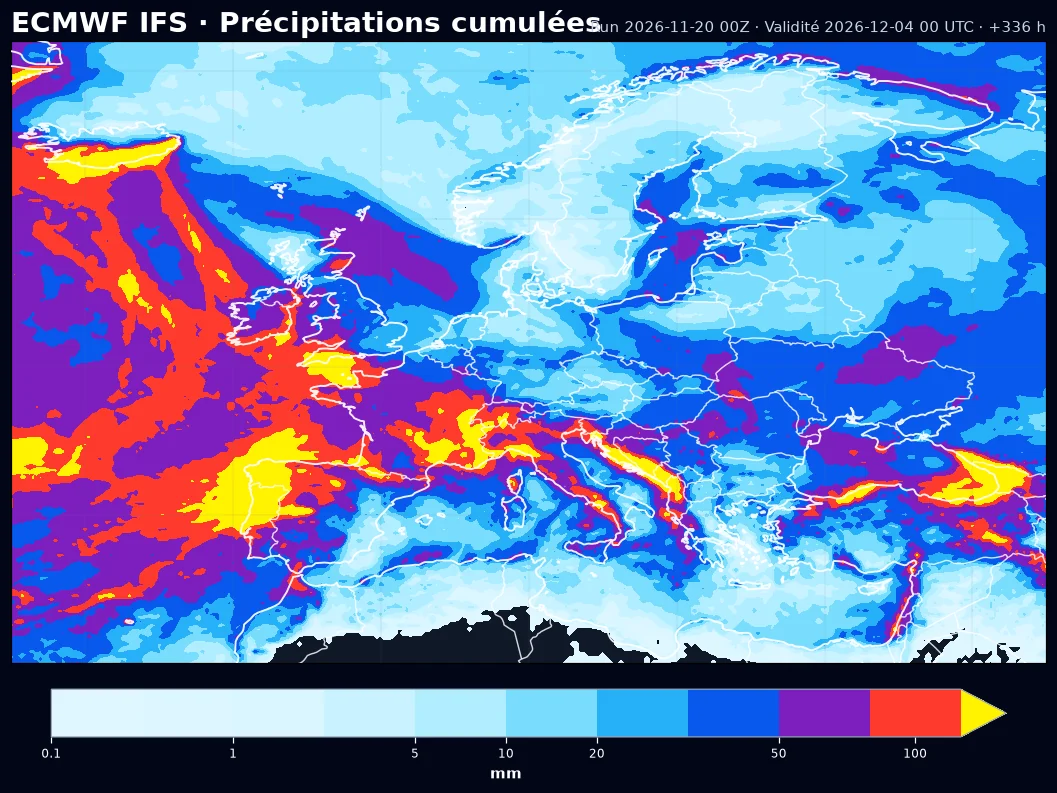 ECMWF IFS · Précipitations cumulées
Run 2026-11-20 00Z · Validité 2026-12-04 00 UTC · +336 h
0.1 1 5 10 20 50 100
mm